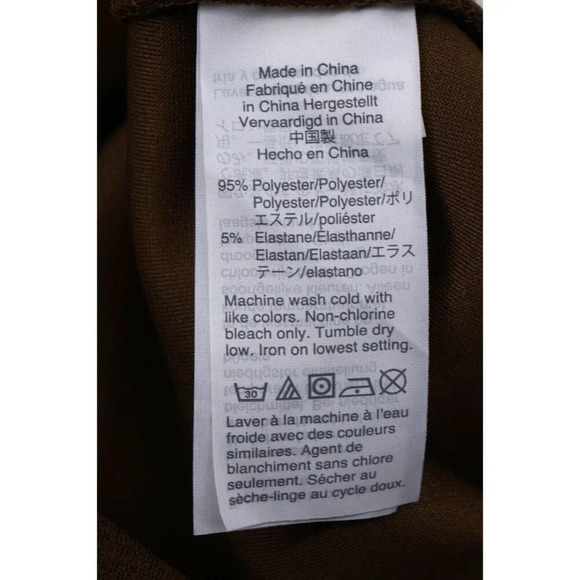 Made in China
Fabriqué en Chine
in China Hergestellt
Vervaardigd in China
中国製
Hecho en China
95% Polyester/Polyester/
Polyester/Polyester/ポリ
エステル/poliéster
5% Elastane/Elasthanne/
Elastan/Elastaan/エラス
テーン/elastano
Machine wash cold with
like colors. Non-chlorine
bleach only. Tumble dry
low. Iron on lowest setting.
30
Laver à la machine à l'eau
froide avec des couleurs
similaires. Agent de
blanchiment sans chlore
seulement. Sécher au
sèche-linge au cycle doux.